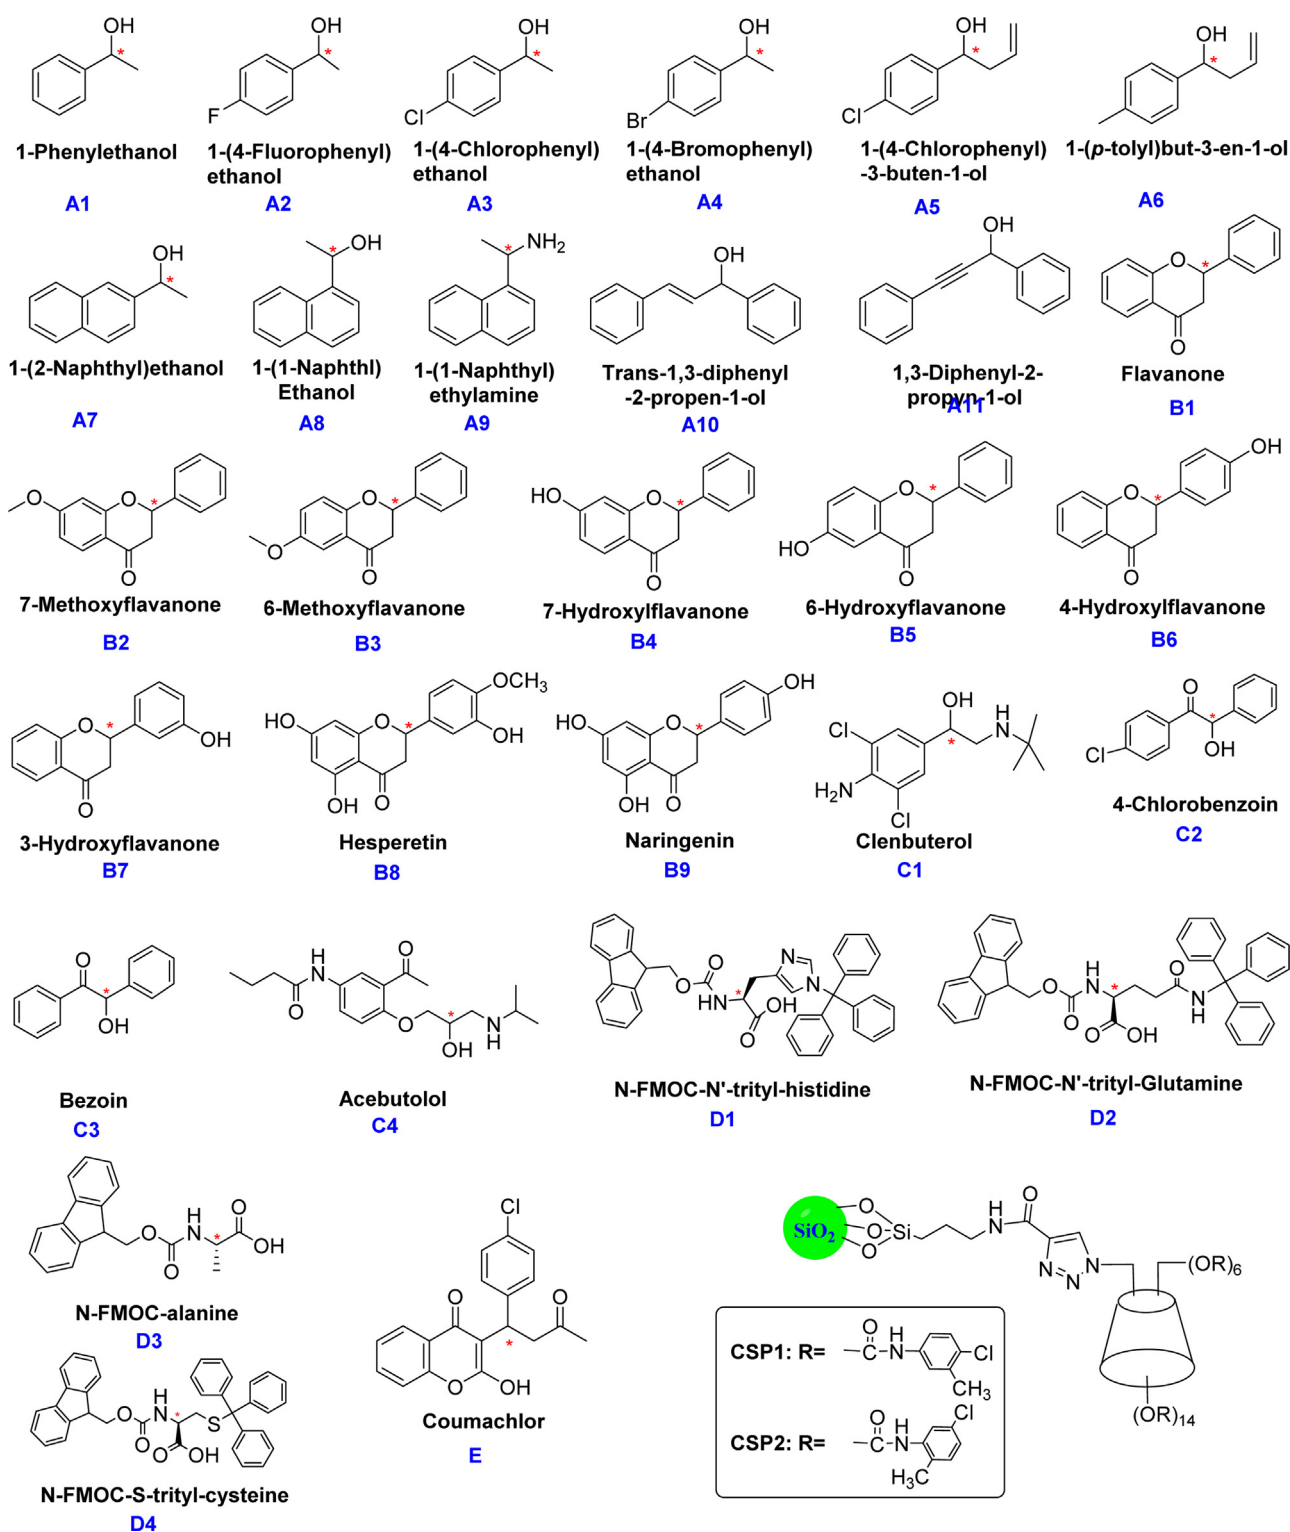 OH
OH
OH
OH
OH
OH
*
*
*
*
*
*
F
Cl
Br
Cl
1-Phenylethanol
1-(4-Fluorophenyl)
ethanol
1-(4-Chlorophenyl)
ethanol
1-(4-Bromophenyl)
ethanol
1-(4-Chlorophenyl)
-3-buten-1-ol
1-(p-tolyl)but-3-en-1-ol
A1
A2
A3
A4
A5
A6
OH
*
OH
*
NH2
*
OH
OH
O
*
O
1-(2-Naphthyl)ethanol
1-(1-Naphthl)
Ethanol
1-(1-Naphthyl)
ethylamine
Trans-1,3-diphenyl
-2-propen-1-ol
1,3-Diphenyl-2-
propyn-1-ol
Flavanone
A7
A8
A9
A10
A11
B1
O
O
*
O
O
O
*
O
HO
O
*
O
HO
O
*
O
OH
O
*
O
7-Methoxyflavanone
6-Methoxyflavanone
7-Hydroxylflavanone
6-Hydroxyflavanone
4-Hydroxylflavanone
B2
B3
B4
B5
B6
O
*
OH
O
HO
O
*
OCH3
OH
OH
O
HO
O
*
OH
OH
O
OH
Cl
*
H
N
H2N
Cl
O
*
Cl
OH
3-Hydroxyflavanone
Hesperetin
Naringenin
Clenbuterol
4-Chlorobenzoin
B7
B8
B9
C1
C2
O
*
OH
H
N
O
O
O
*
OH
N
H
N
N
O
O
NH
*
OH
O
O
H
N
*
O
O
O
OH
N
H
Bezoin
Acebutolol
N-FMOC-N'-trityl-histidine
N-FMOC-N'-trityl-Glutamine
C3
C4
D1
D2
O
O
H
N
*
O
OH
Cl
O
*
O
O
OH
SiO2
O
O
O
Si
H
N
O
N
N
N
(OR)6
(OR)14
N-FMOC-alanine
D3
O
O
H
N
*
S
O
OH
Coumachlor
E
N-FMOC-S-trityl-cysteine
D4
CSP1: R=
O
C
H
N
Cl
CH3
CSP2: R=
O
C
H
N
Cl
H3C